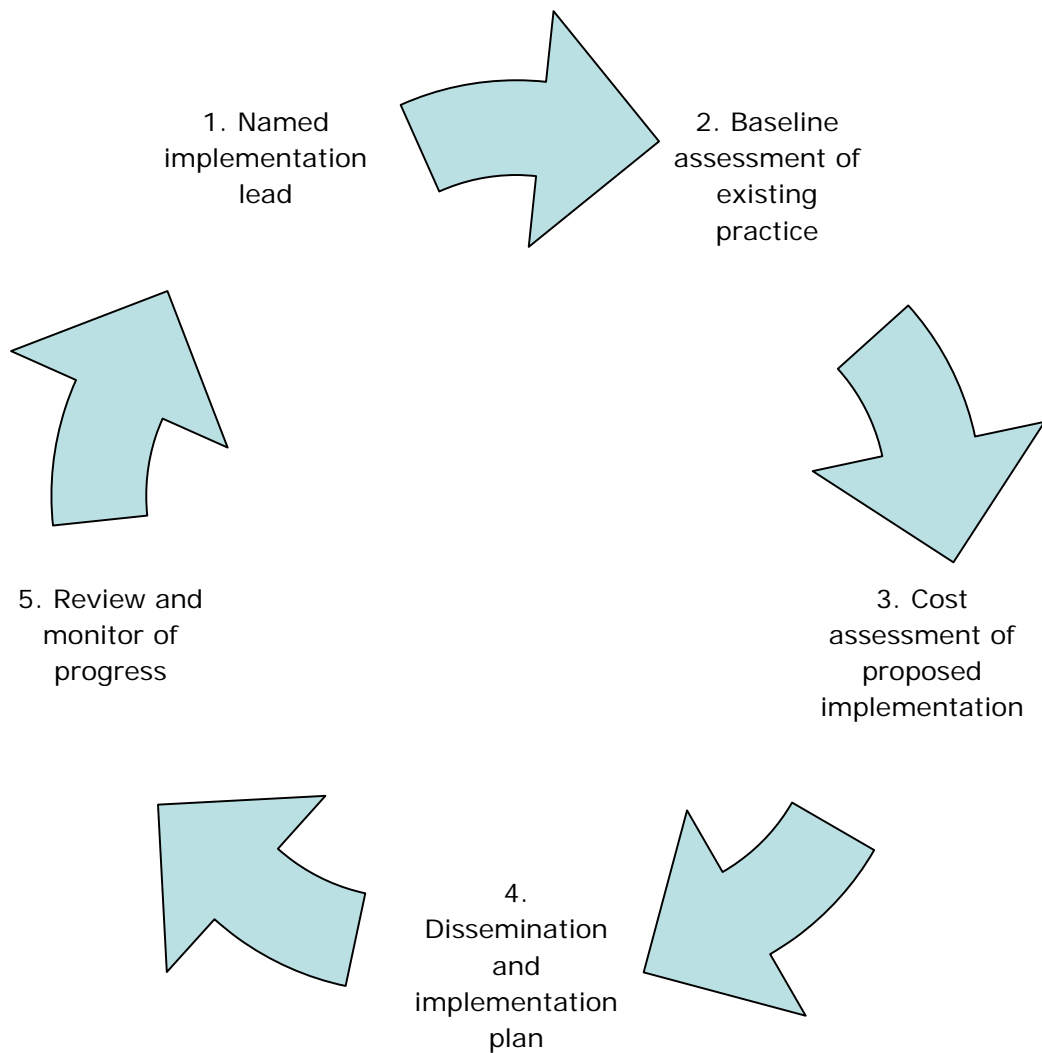 1. Named
implementation
lead
2. Baseline
assessment of
existing
practice
3. Cost
assessment of
proposed
implementation
4.
Dissemination
and
implementation
plan
5. Review and
monitor of
progress